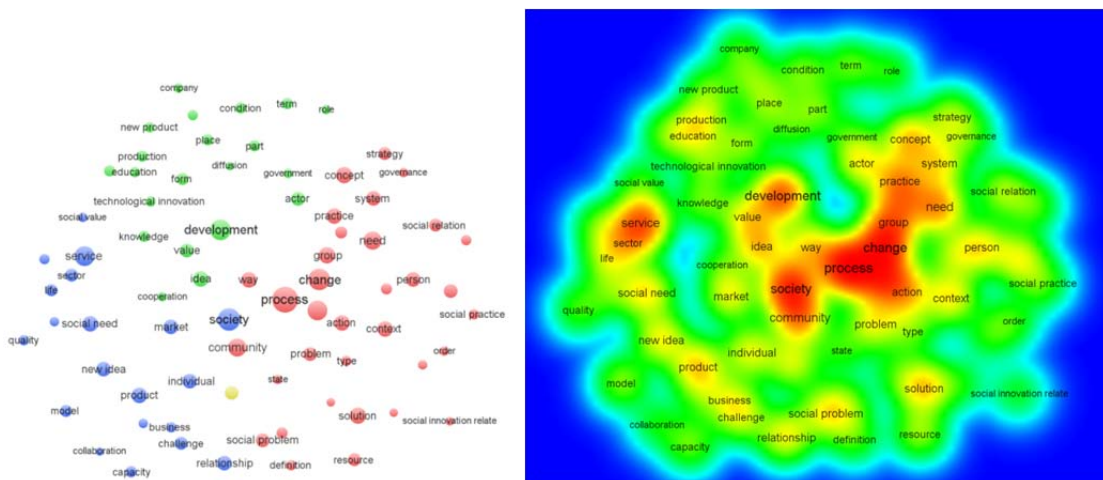 company
condition
term
role
new product
place
part
production
education
form
diffusion
government
strategy
concept
governance
technological innovation
actor
system
social value
practice
knowledge
development
need
social relation
value
group
service
sector
idea
way
change
person
life
cooperation
process
society
action
context
social practice
quality
social need
market
community
problem
type
order
new idea
individual
state
product
model
business
challenge
social problem
solution
social innovation relate
collaboration
capacity
relationship
definition
resource
company
condition
term
role
new product
place
part
production
education
form
diffusion
government
strategy
concept
governance
technological innovation
actor
system
social value
practice
knowledge
development
need
social relation
value
group
service
sector
idea
way
change
person
life
cooperation
process
society
action
context
social practice
quality
social need
market
community
problem
type
order
new idea
individual
state
product
model
business
challenge
social problem
solution
social innovation relate
collaboration
capacity
relationship
definition
resource